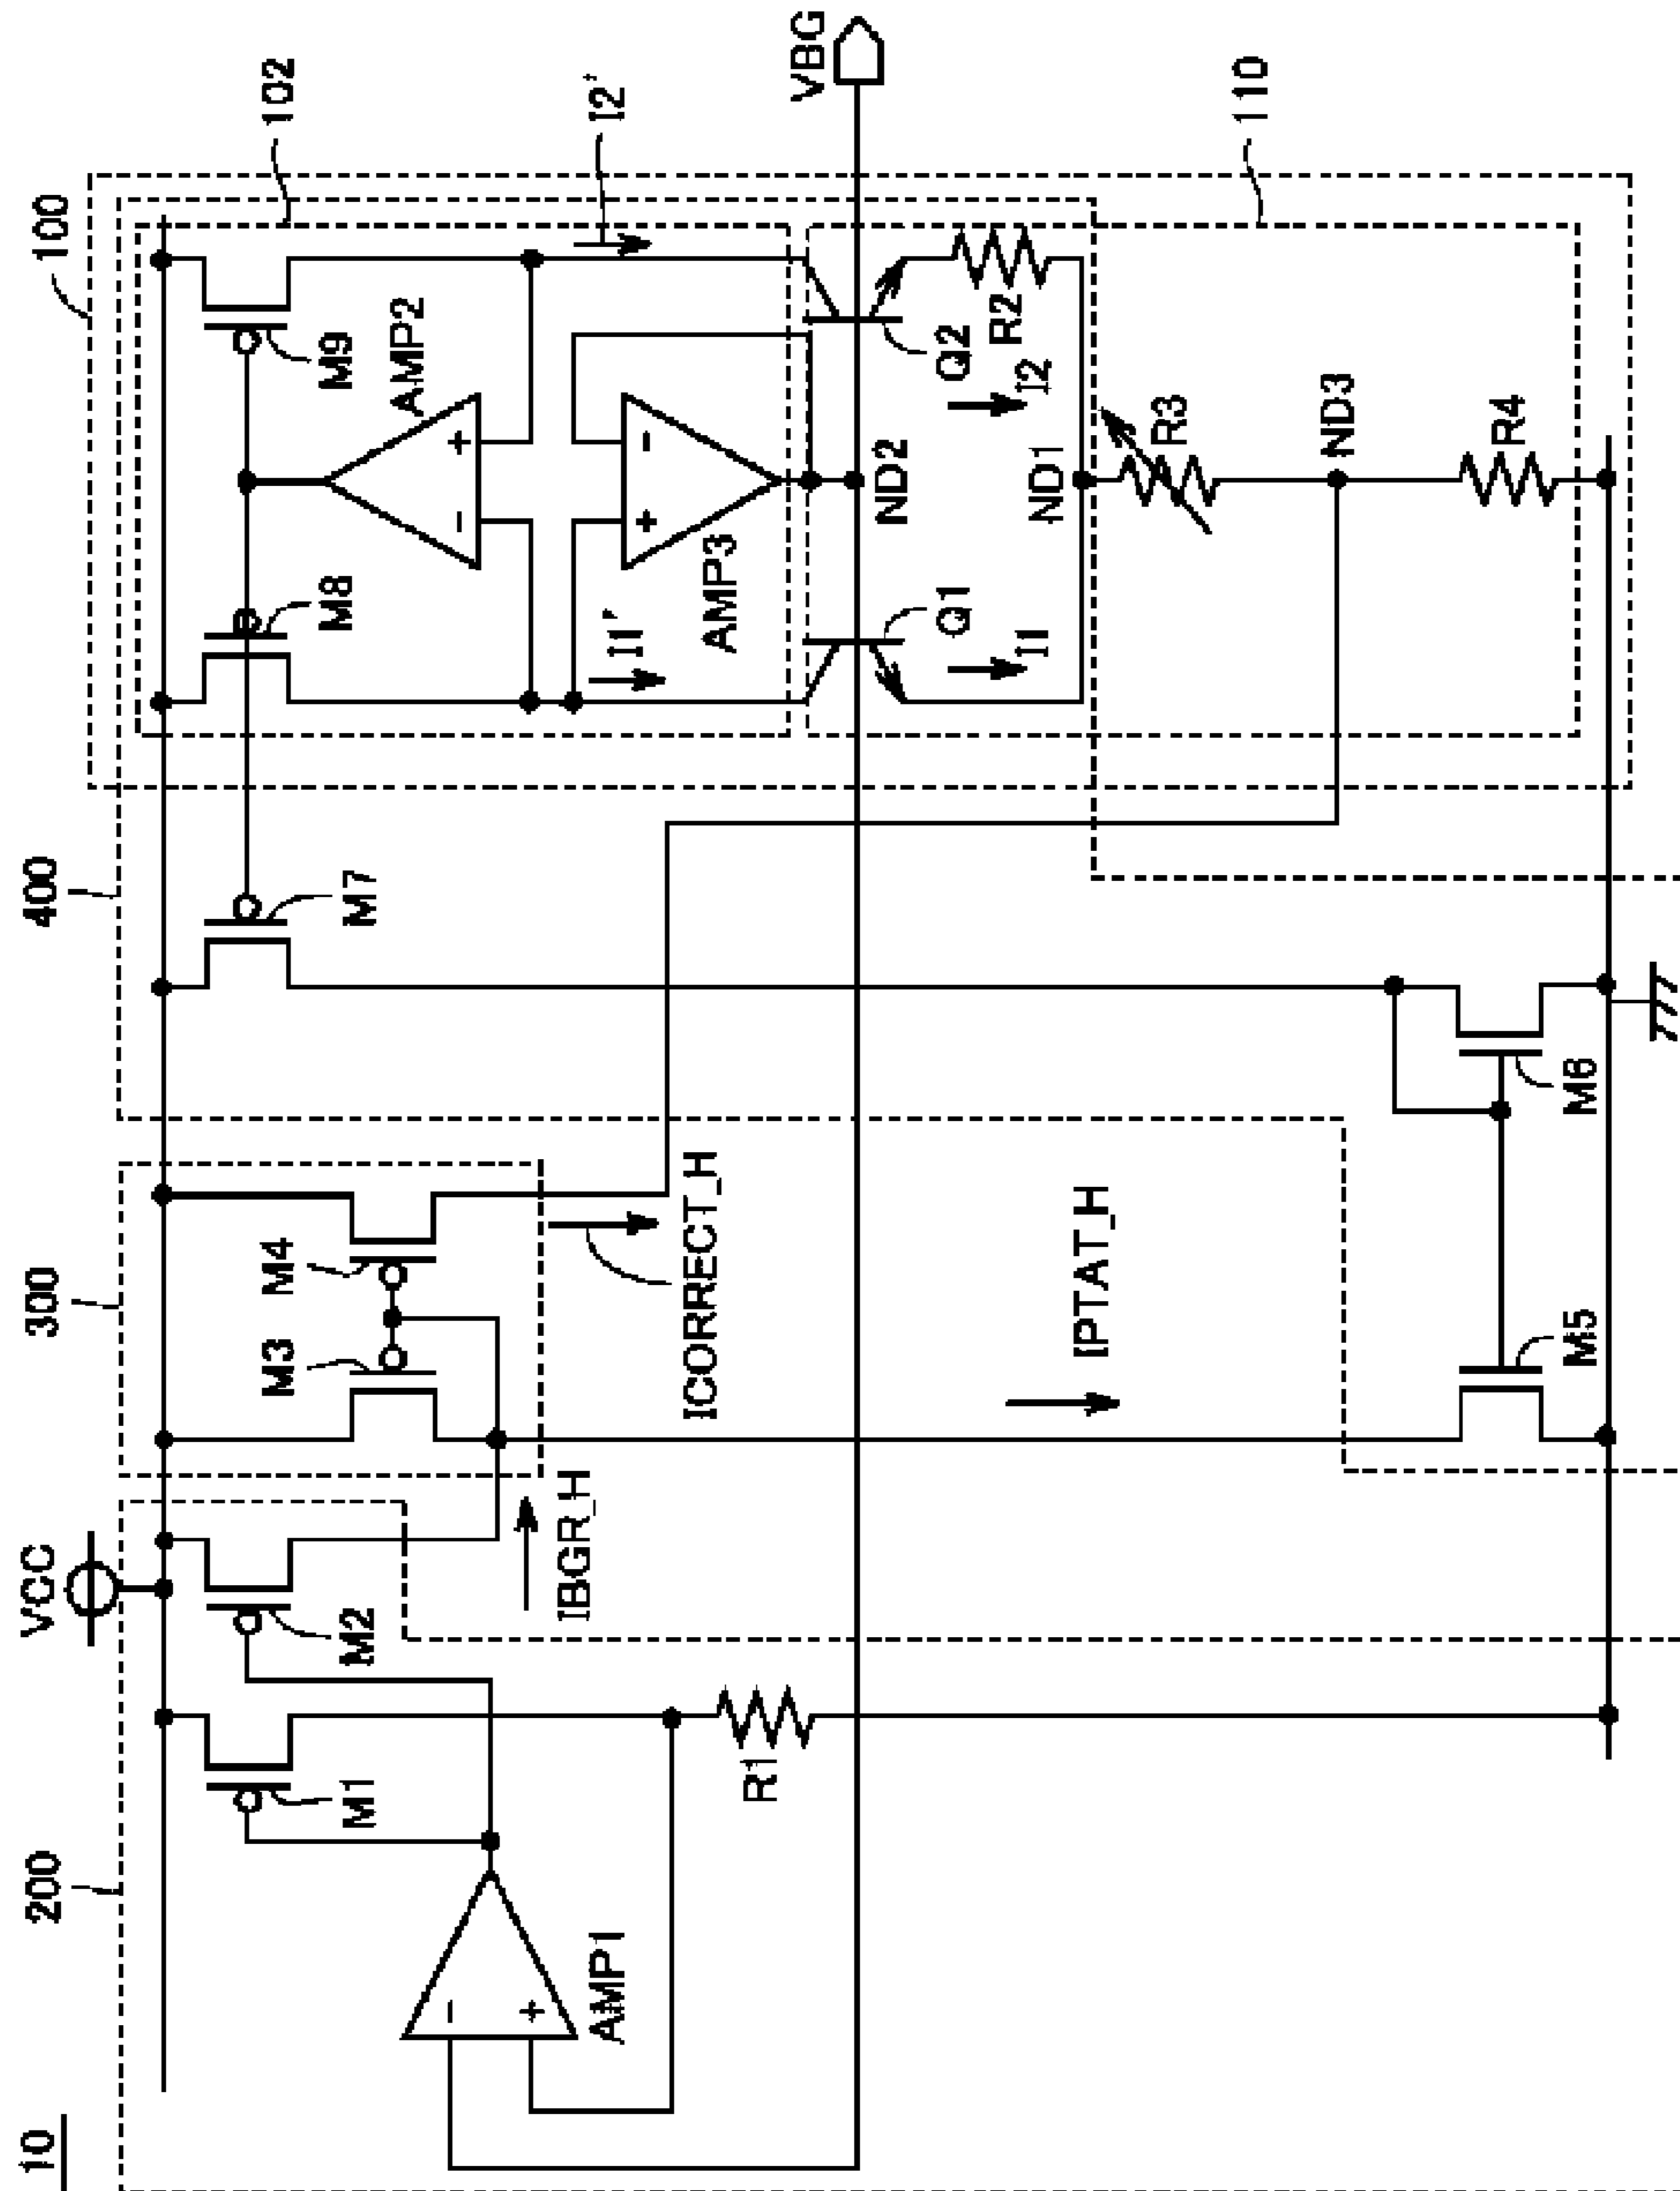 10
200
VCC
300
400
100
102
M1
M2
M3
M4
M7
M8
M9
AMP1
AMP2
AMP3
-
+
-
+
+
-
IBGR_H
ICORRECT_H
I1'
I2'
R1
VBG
ND2
Q1
Q2
I1
I2
R2
ND1
R3
110
IPTAT_H
ND3
R4
M5
M6